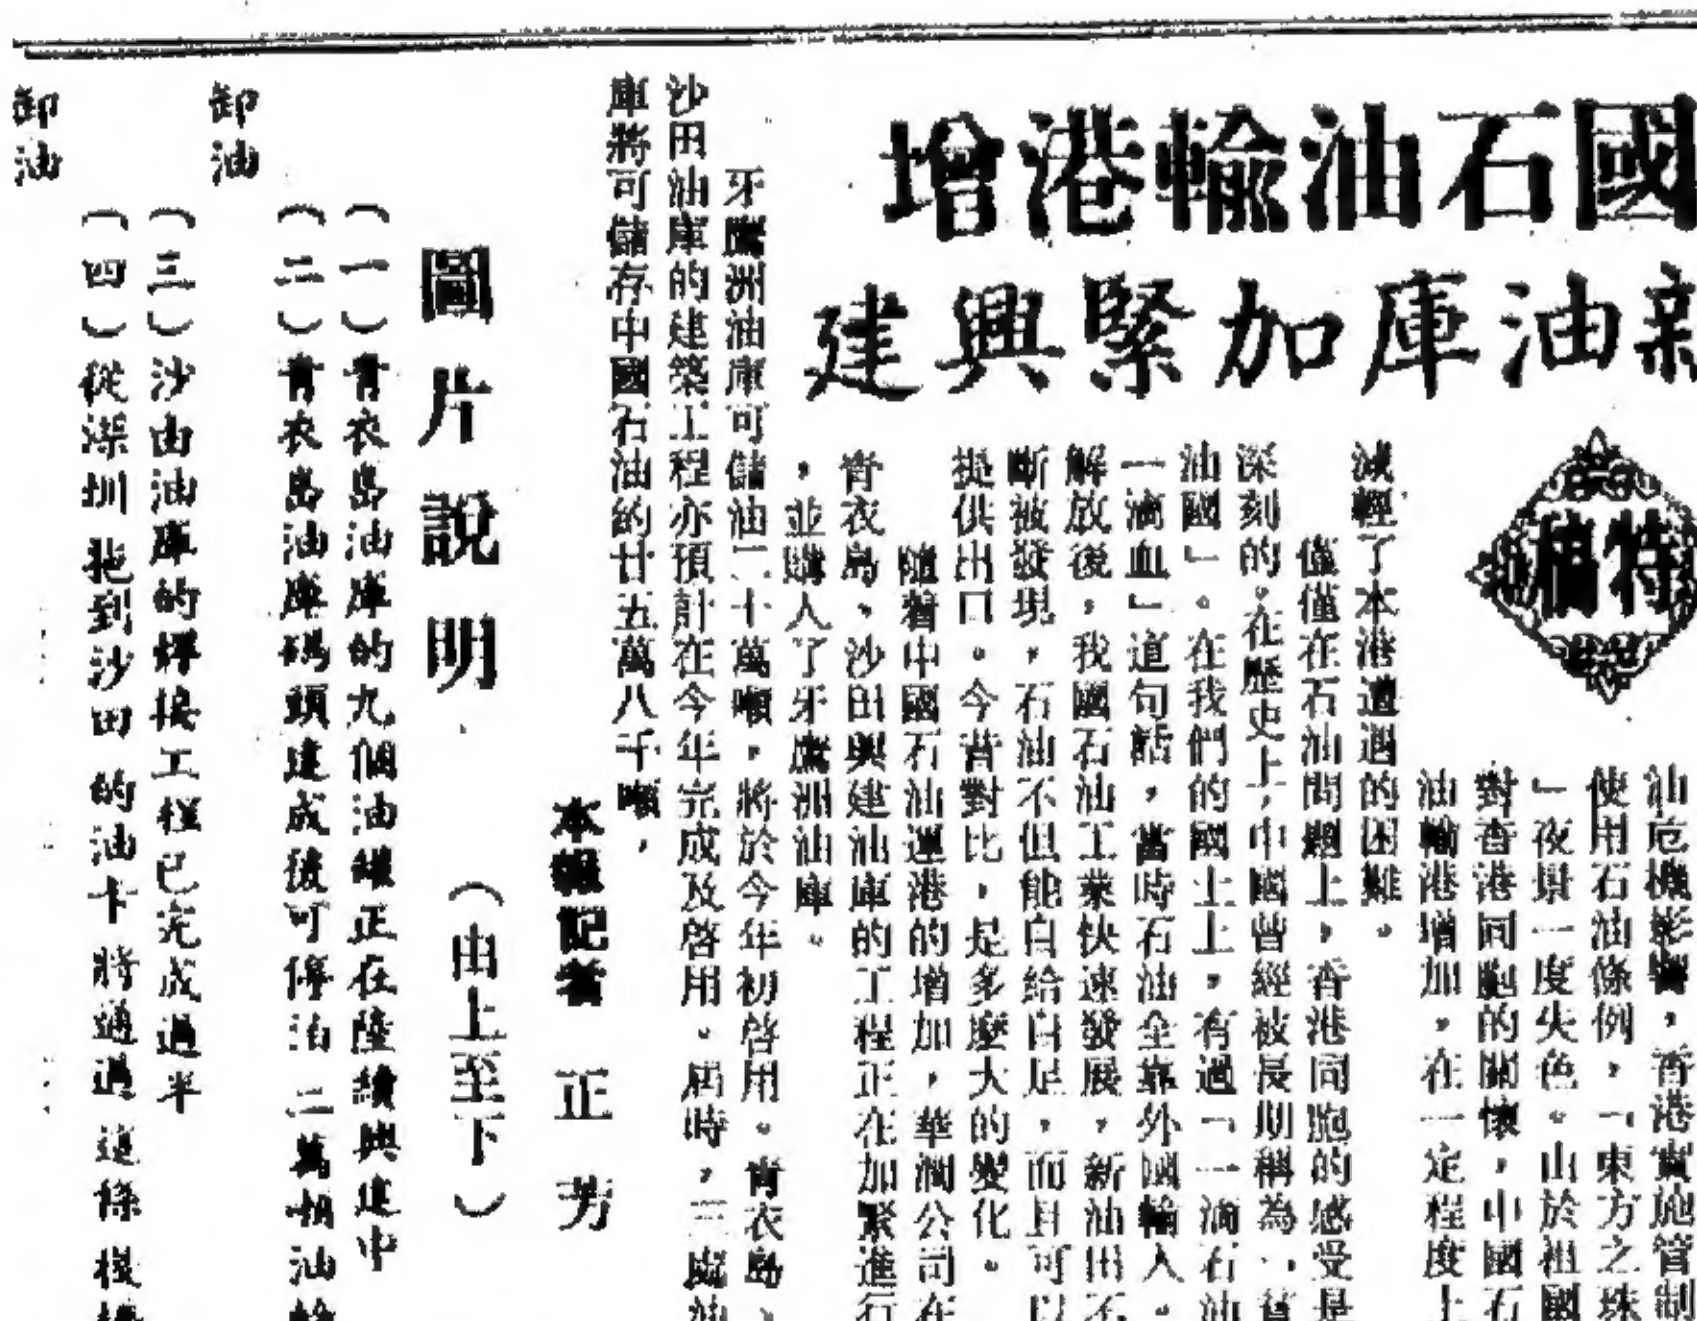 國石油輸港增
新油庫加緊興建
特稿
油危機影響，香港實施管制
使用石油條例，「東方之珠
」夜景一度失色。由於祖國
對香港同胞的關懷，中國石
油輸港增加，在一定程度上
減輕了本港遭遇的困難。
僅僅在石油問題上，香港同胞的感受是
深刻的。在歷史上，中國曾經被長期稱為「貧
油國」。在我們的國土上，有過「一滴石油
一滴血」這句話，當時石油全靠外國輸入。
解放後，我國石油工業快速發展，新油田不
斷被發現，石油不但能自給自足，而且可以
提供出口。今昔對比，是多麼大的變化。
隨着中國石油運港的增加，華潤公司在
青衣島，沙田興建油庫的工程正在加緊進行
，並購入了牙鷹洲油庫。
牙鷹洲油庫可儲油二十萬噸，將於今年初啓用。青衣島、
沙田油庫的建築工程亦預計在今年完成及啓用。屆時，三處油
庫將可儲存中國石油約廿五萬八千噸，
本報記者 正芳
圖片說明（由上至下）
（一）青衣島油庫的九個油罐正在陸續興建中
（二）青衣島油庫碼頭建成後可停泊二萬噸油輪
卸油
（三）沙田油庫的焊接工程已完成過半
（四）從深圳拖到沙田的油卡將通過這條棧橋
卸油